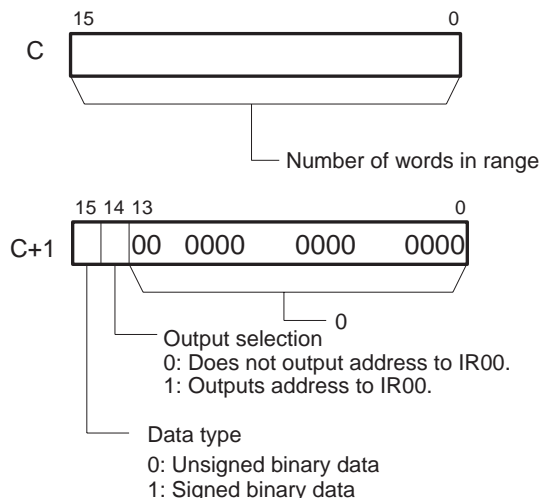 15 0
C
Number of words in range
15 14 13 0
C+1 00 0000 0000 0000
0
Output selection
0: Does not output address to IR00.
1: Outputs address to IR00.
Data type
0: Unsigned binary data
1: Signed binary data